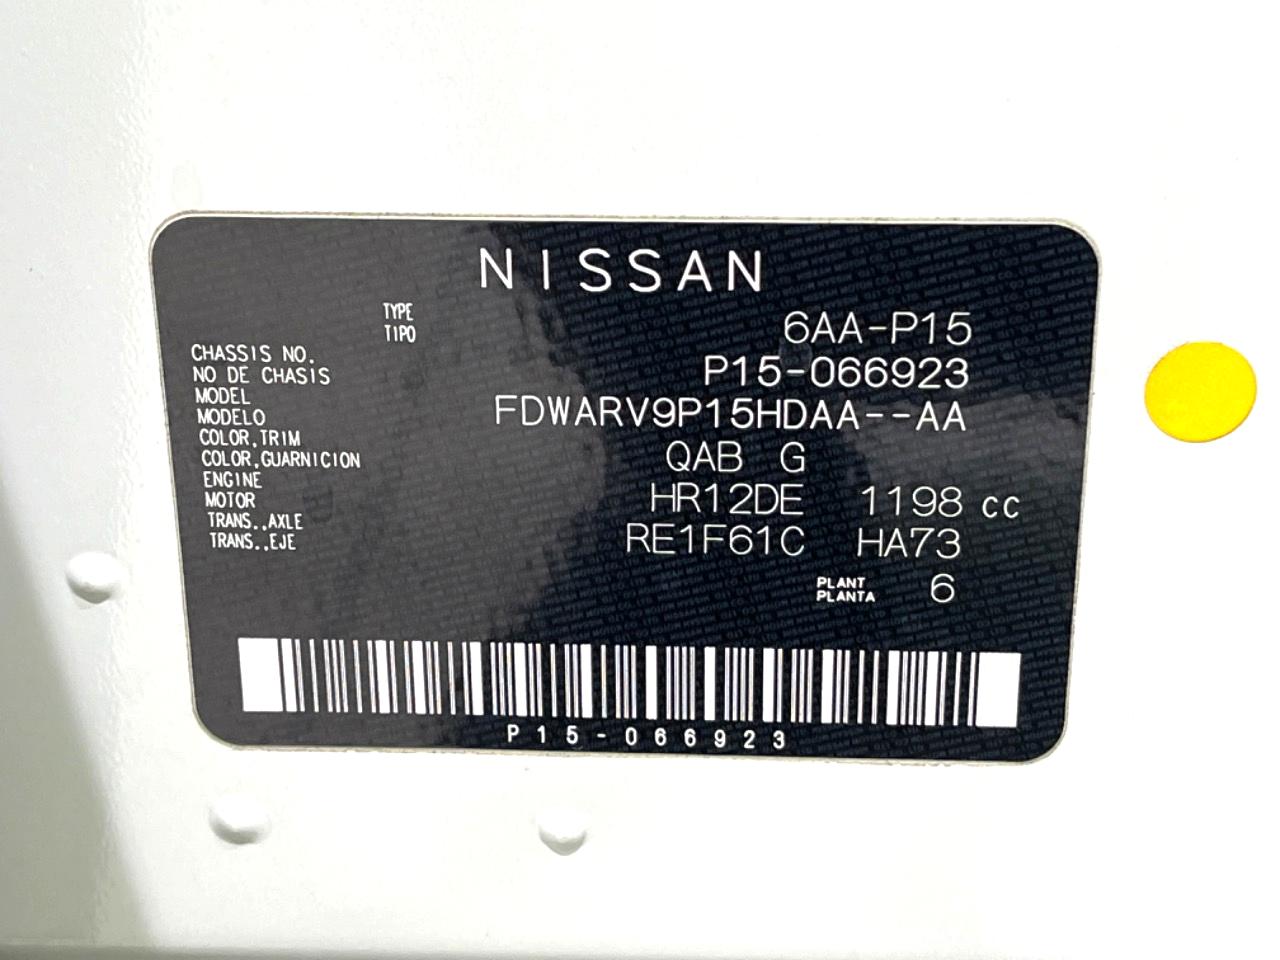 NISSAN
TYPE
TIPO
6AA-P15
CHASSIS NO.
NO DE CHASIS
P15-066923
MODEL
MODELO
FDWARV9P15HDAA--AA
COLOR,TRIM
COLOR,GUARNICION
QAB G
ENGINE
MOTOR
HR12DE 1198 cc
TRANS.,AXLE
TRANS.,EJE
RE1F61C HA73
PLANT
PLANTA
6
P15-066923